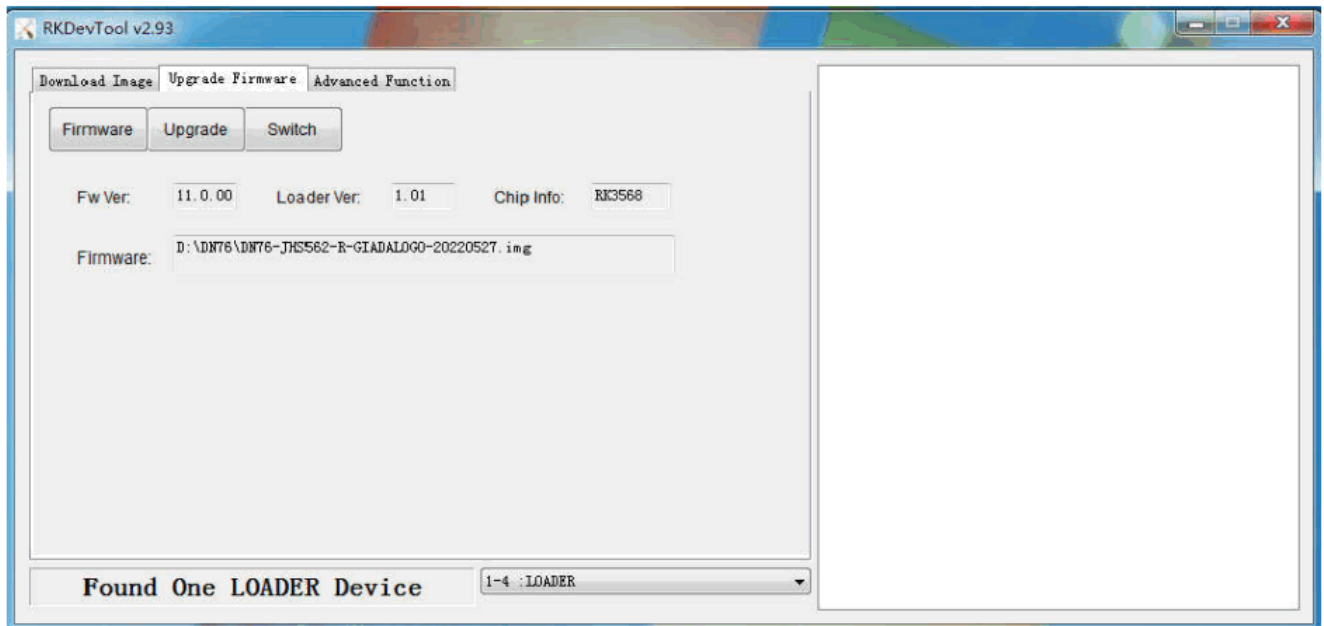 RKDevTool v2.93
Download Image Upgrade Firmware Advanced Function
Firmware Upgrade Switch
Fw Ver: 11.0.00 Loader Ver: 1.01 Chip Info: RK3568
Firmware: D:\DN76\DN76-JHS562-R-GIADALOGO-20220527.img
Found One LOADER Device 1-4 :LOADER